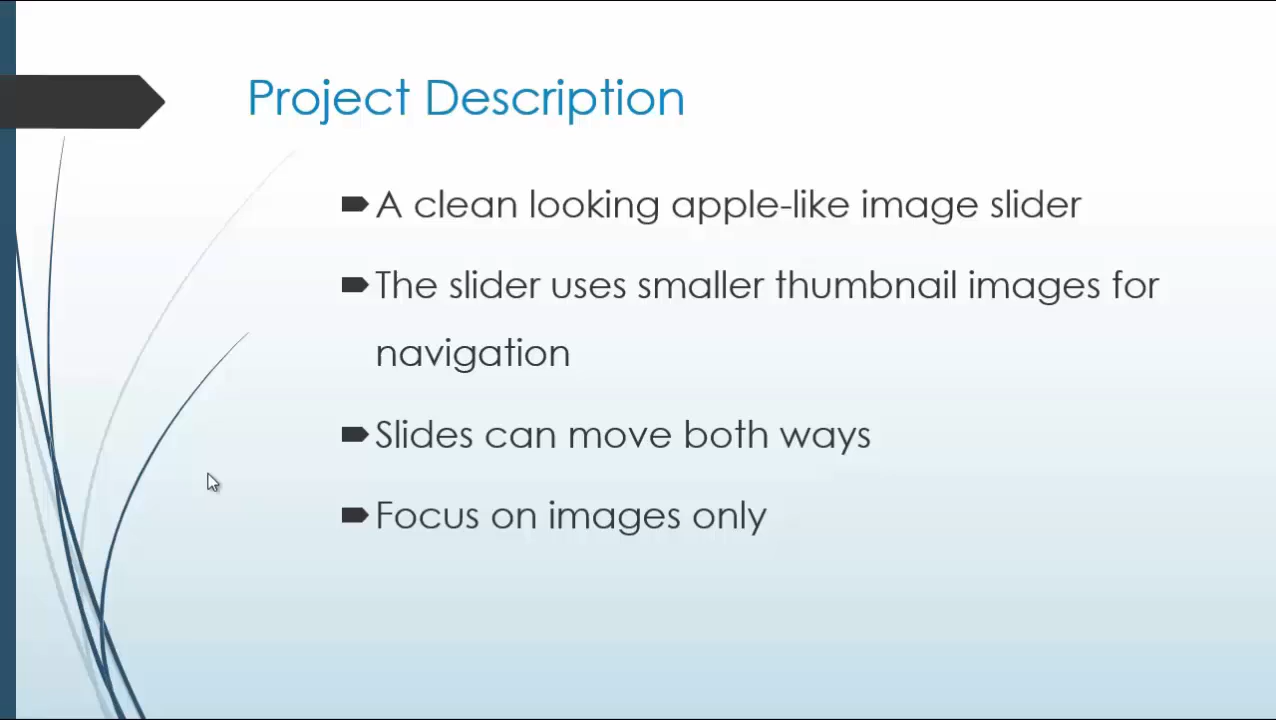 Project Description
A clean looking apple-like image slider
The slider uses smaller thumbnail images for
navigation
Slides can move both ways
Focus on images only